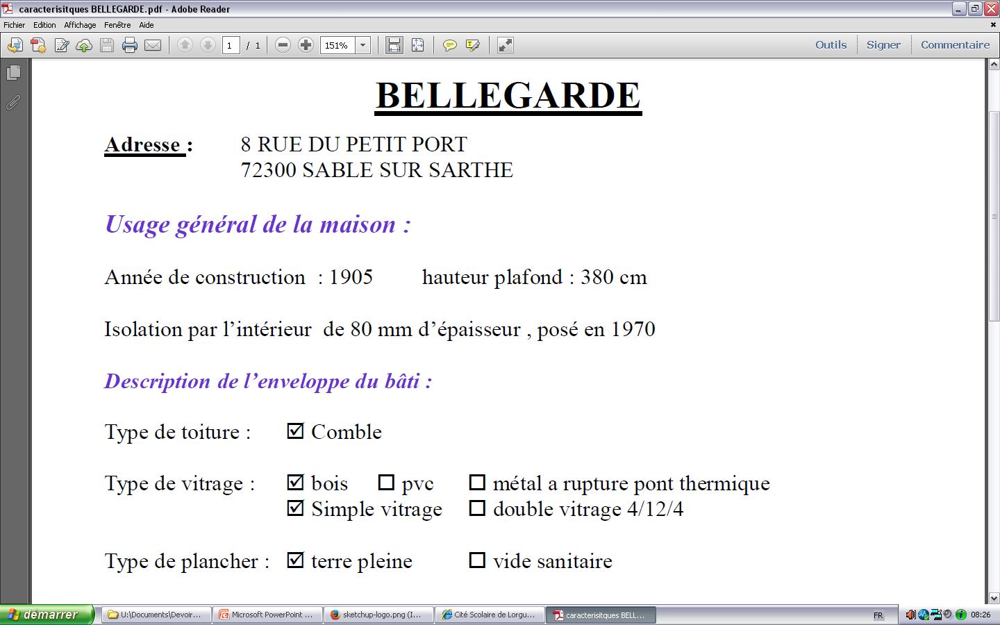 caracterisitques BELLEGARDE.pdf - Adobe Reader
Fichier Edition Affichage Fenêtre Aide
1 / 1 151% Outils Signer Commentaire
BELLEGARDE
Adresse : 8 RUE DU PETIT PORT
72300 SABLE SUR SARTHE
Usage général de la maison :
Année de construction : 1905 hauteur plafond : 380 cm
Isolation par l’intérieur de 80 mm d’épaisseur , posé en 1970
Description de l’enveloppe du bâti :
Type de toiture : ☑ Comble
Type de vitrage : ☑ bois ☐ pvc ☐ métal a rupture pont thermique
☑ Simple vitrage ☐ double vitrage 4/12/4
Type de plancher : ☑ terre pleine ☐ vide sanitaire
démarrer U:\Documents\Devoir... Microsoft PowerPoint ... sketchup-logo.png (I... Cité Scolaire de Lorgu... caracterisitques BELL... FR 08:26